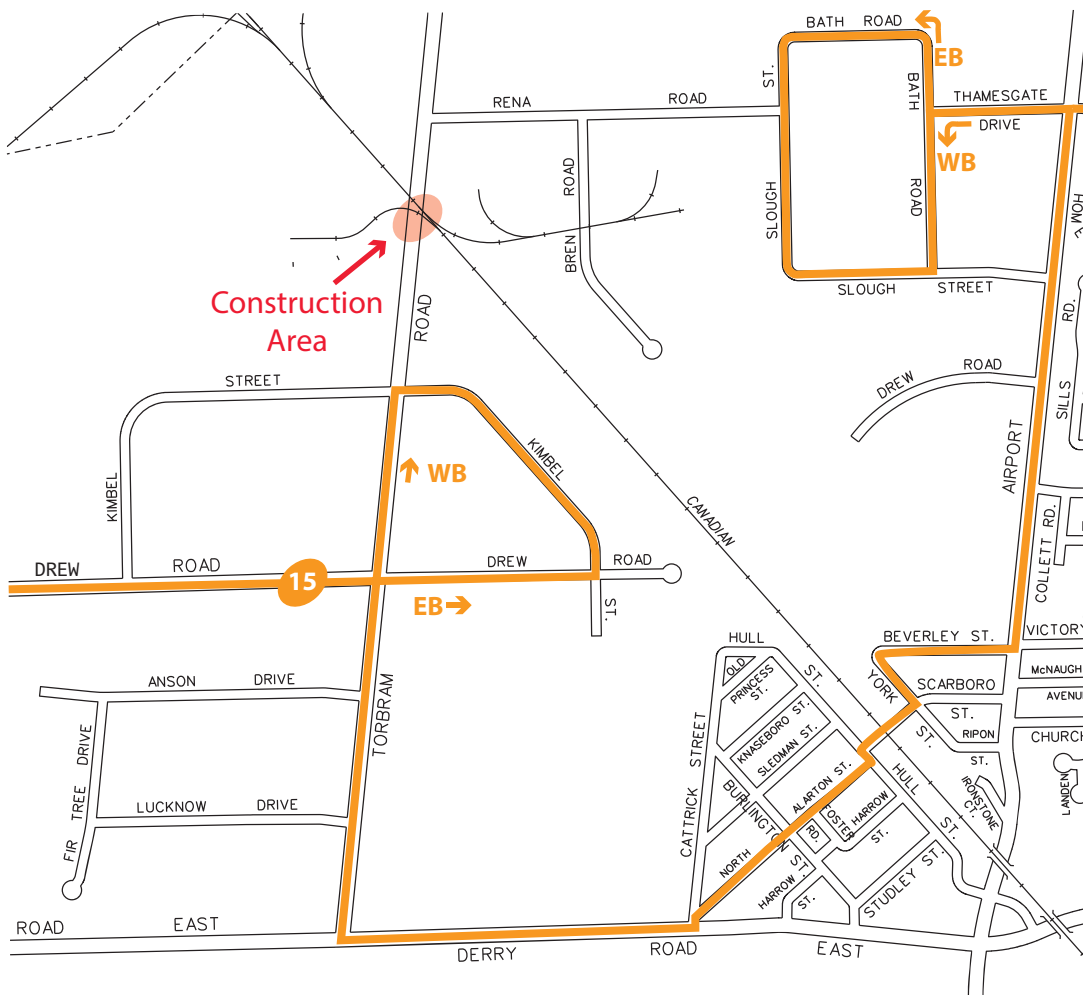 BATH ROAD
EB
ST.
BATH
THAMESGATE
RENA ROAD
DRIVE
WB
ROAD
BREN ROAD
SLOUGH
ROAD
SLOUGH STREET
Construction
Area
ROAD
RD.
SILLS
STREET
DREW ROAD
AIRPORT
KIMBEL
KIMBEL
WB
CANADIAN
COLLETT RD.
DREW ROAD
15
DREW ROAD
EB
ST.
HULL
ST.
BEVERLEY ST.
VICTORY
OLD
PRINCESS
ST.
YORK
ST.
SCARBORO
ST.
McNAUGH
AVENU
ANSON DRIVE
KNASEBORO ST.
SLEDMAN ST.
RIPON
ST.
CHURCH
TORBRAM
FIR TREE DRIVE
CATTRICK STREET
ALARTON ST.
HULL
ST.
IRONSTONE
CT.
LANDEN
LUCKNOW DRIVE
BURLINGTON ST.
FOSTER
RD.
HARROW
ST.
NORTH
HARROW
ST.
STUDLEY ST.
ROAD EAST
DERRY ROAD EAST